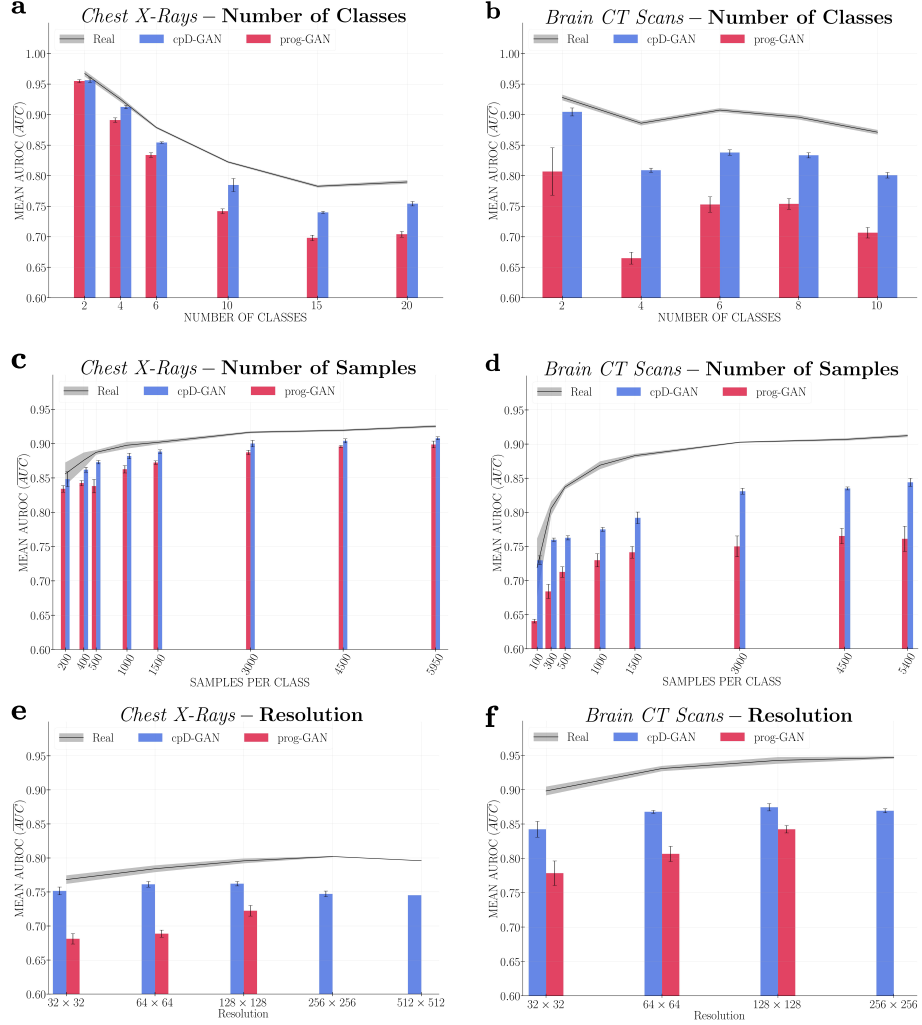 a
Chest X-Rays – Number of Classes
Real cpD-GAN prog-GAN
1.00
0.95
0.90
0.85
0.80
0.75
0.70
0.65
0.60
MEAN AUROC (AUC)
2 4 6 10 15 20
NUMBER OF CLASSES
b
Brain CT Scans – Number of Classes
Real cpD-GAN prog-GAN
1.00
0.95
0.90
0.85
0.80
0.75
0.70
0.65
0.60
MEAN AUROC (AUC)
2 4 6 8 10
NUMBER OF CLASSES
c
Chest X-Rays – Number of Samples
Real cpD-GAN prog-GAN
0.95
0.90
0.85
0.80
0.75
0.70
0.65
0.60
MEAN AUROC (AUC)
200 400 500 1000 1500 3000 4500 5950
SAMPLES PER CLASS
d
Brain CT Scans – Number of Samples
Real cpD-GAN prog-GAN
0.95
0.90
0.85
0.80
0.75
0.70
0.65
0.60
MEAN AUROC (AUC)
100 300 500 1000 1500 3000 4500 5400
SAMPLES PER CLASS
e
Chest X-Rays – Resolution
Real cpD-GAN prog-GAN
0.95
0.90
0.85
0.80
0.75
0.70
0.65
0.60
MEAN AUROC (AUC)
32 × 32 64 × 64 128 × 128 256 × 256 512 × 512
Resolution
f
Brain CT Scans – Resolution
Real cpD-GAN prog-GAN
0.95
0.90
0.85
0.80
0.75
0.70
0.65
0.60
MEAN AUROC (AUC)
32 × 32 64 × 64 128 × 128 256 × 256
Resolution